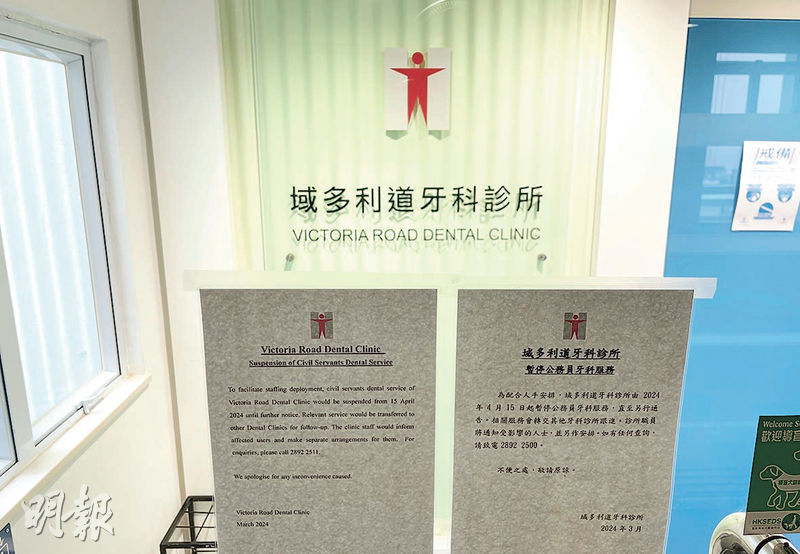 域多利道牙科診所
VICTORIA ROAD DENTAL CLINIC
戒備
Victoria Road Dental Clinic
Suspension of Civil Servants Dental Service
To facilitate staffing deployment, civil servants dental service of
Victoria Road Dental Clinic would be suspended from 15 April
2024 until further notice. Relevant service would be transferred to
other Dental Clinics for follow-up. The clinic staff would inform
affected users and make separate arrangements for them. For
enquiries, please call 2892 2511.
We apologise for any inconvenience caused.
Victoria Road Dental Clinic
March 2024
域多利道牙科診所
暫停公務員牙科服務
為配合人手安排，域多利道牙科診所由 2024
年 4 月 15 日起暫停公務員牙科服務，直至另行通
告。相關服務會轉交其他牙科診所跟進。診所職員
將通知受影響的人士，並另作安排。如有任何查詢，
請致電 2892 2500。
不便之處，敬請原諒。
域多利道牙科診所
2024 年 3 月
Welcome
歡迎導盲
HKSEDS
明報